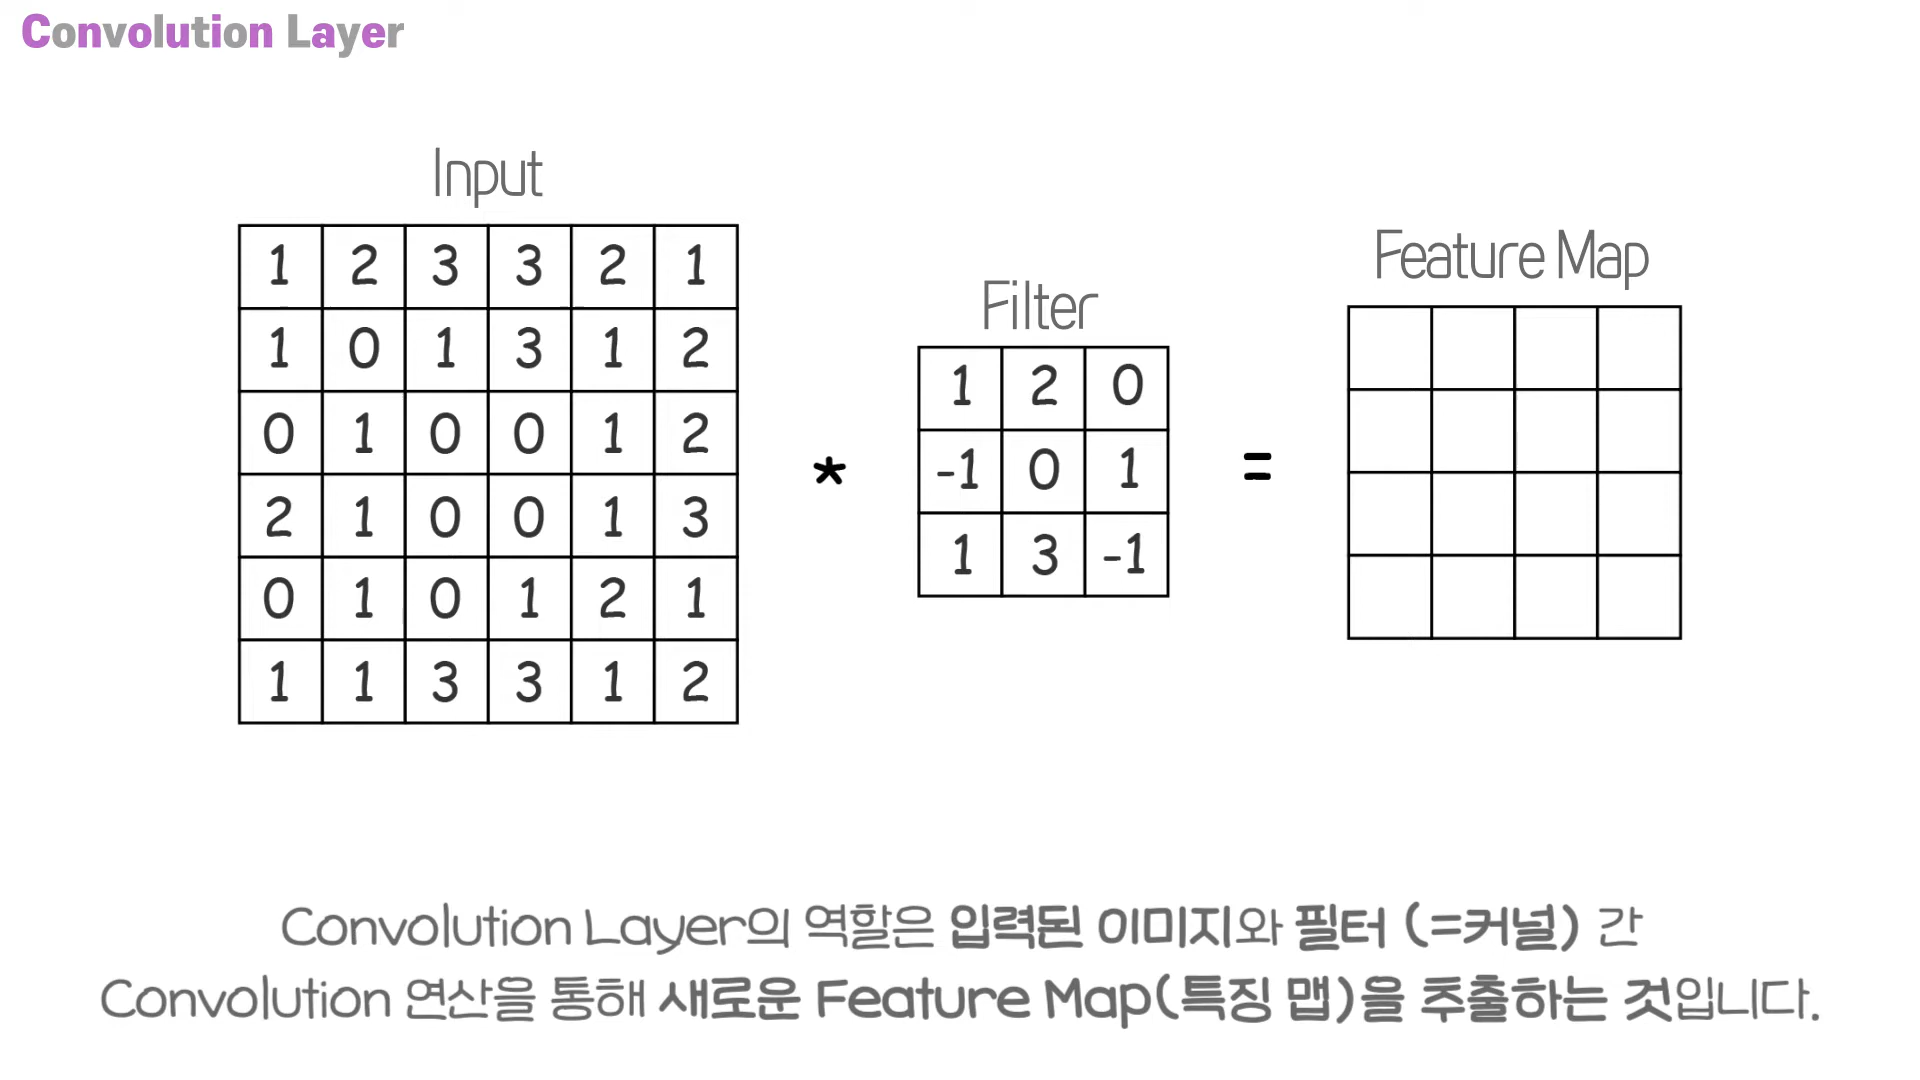 Convolution Layer
Input
1 2 3 3 2 1
1 0 1 3 1 2
0 1 0 0 1 2
2 1 0 0 1 3
0 1 0 1 2 1
1 1 3 3 1 2
*
Filter
1 2 0
-1 0 1
1 3 -1
=
Feature Map
Convolution Layer의 역할은 입력된 이미지와 필터 (=커널) 간
Convolution 연산을 통해 새로운 Feature Map(특징 맵)을 추출하는 것입니다.